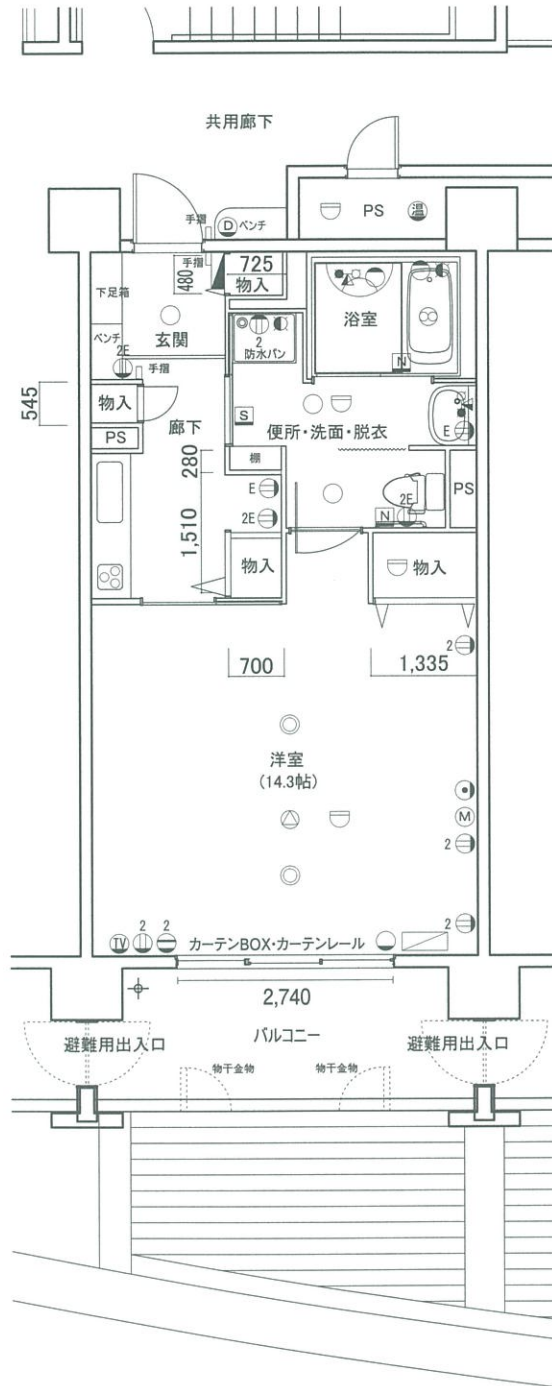 共用廊下
PS
温
手摺
D
ベンチ
手摺
480
725
物入
下足箱
玄関
ベンチ
2E
手摺
2
防水パン
浴室
N
545
物入
PS
廊下
S
便所・洗面・脱衣
E
棚
280
E
2E
1,510
物入
2E
N
PS
物入
700
1,335
2
洋室
(14.3帖)
M
2
2
TV
2
2
カーテンBOX・カーテンレール
2,740
避難用出入口
バルコニー
避難用出入口
物干金物
物干金物